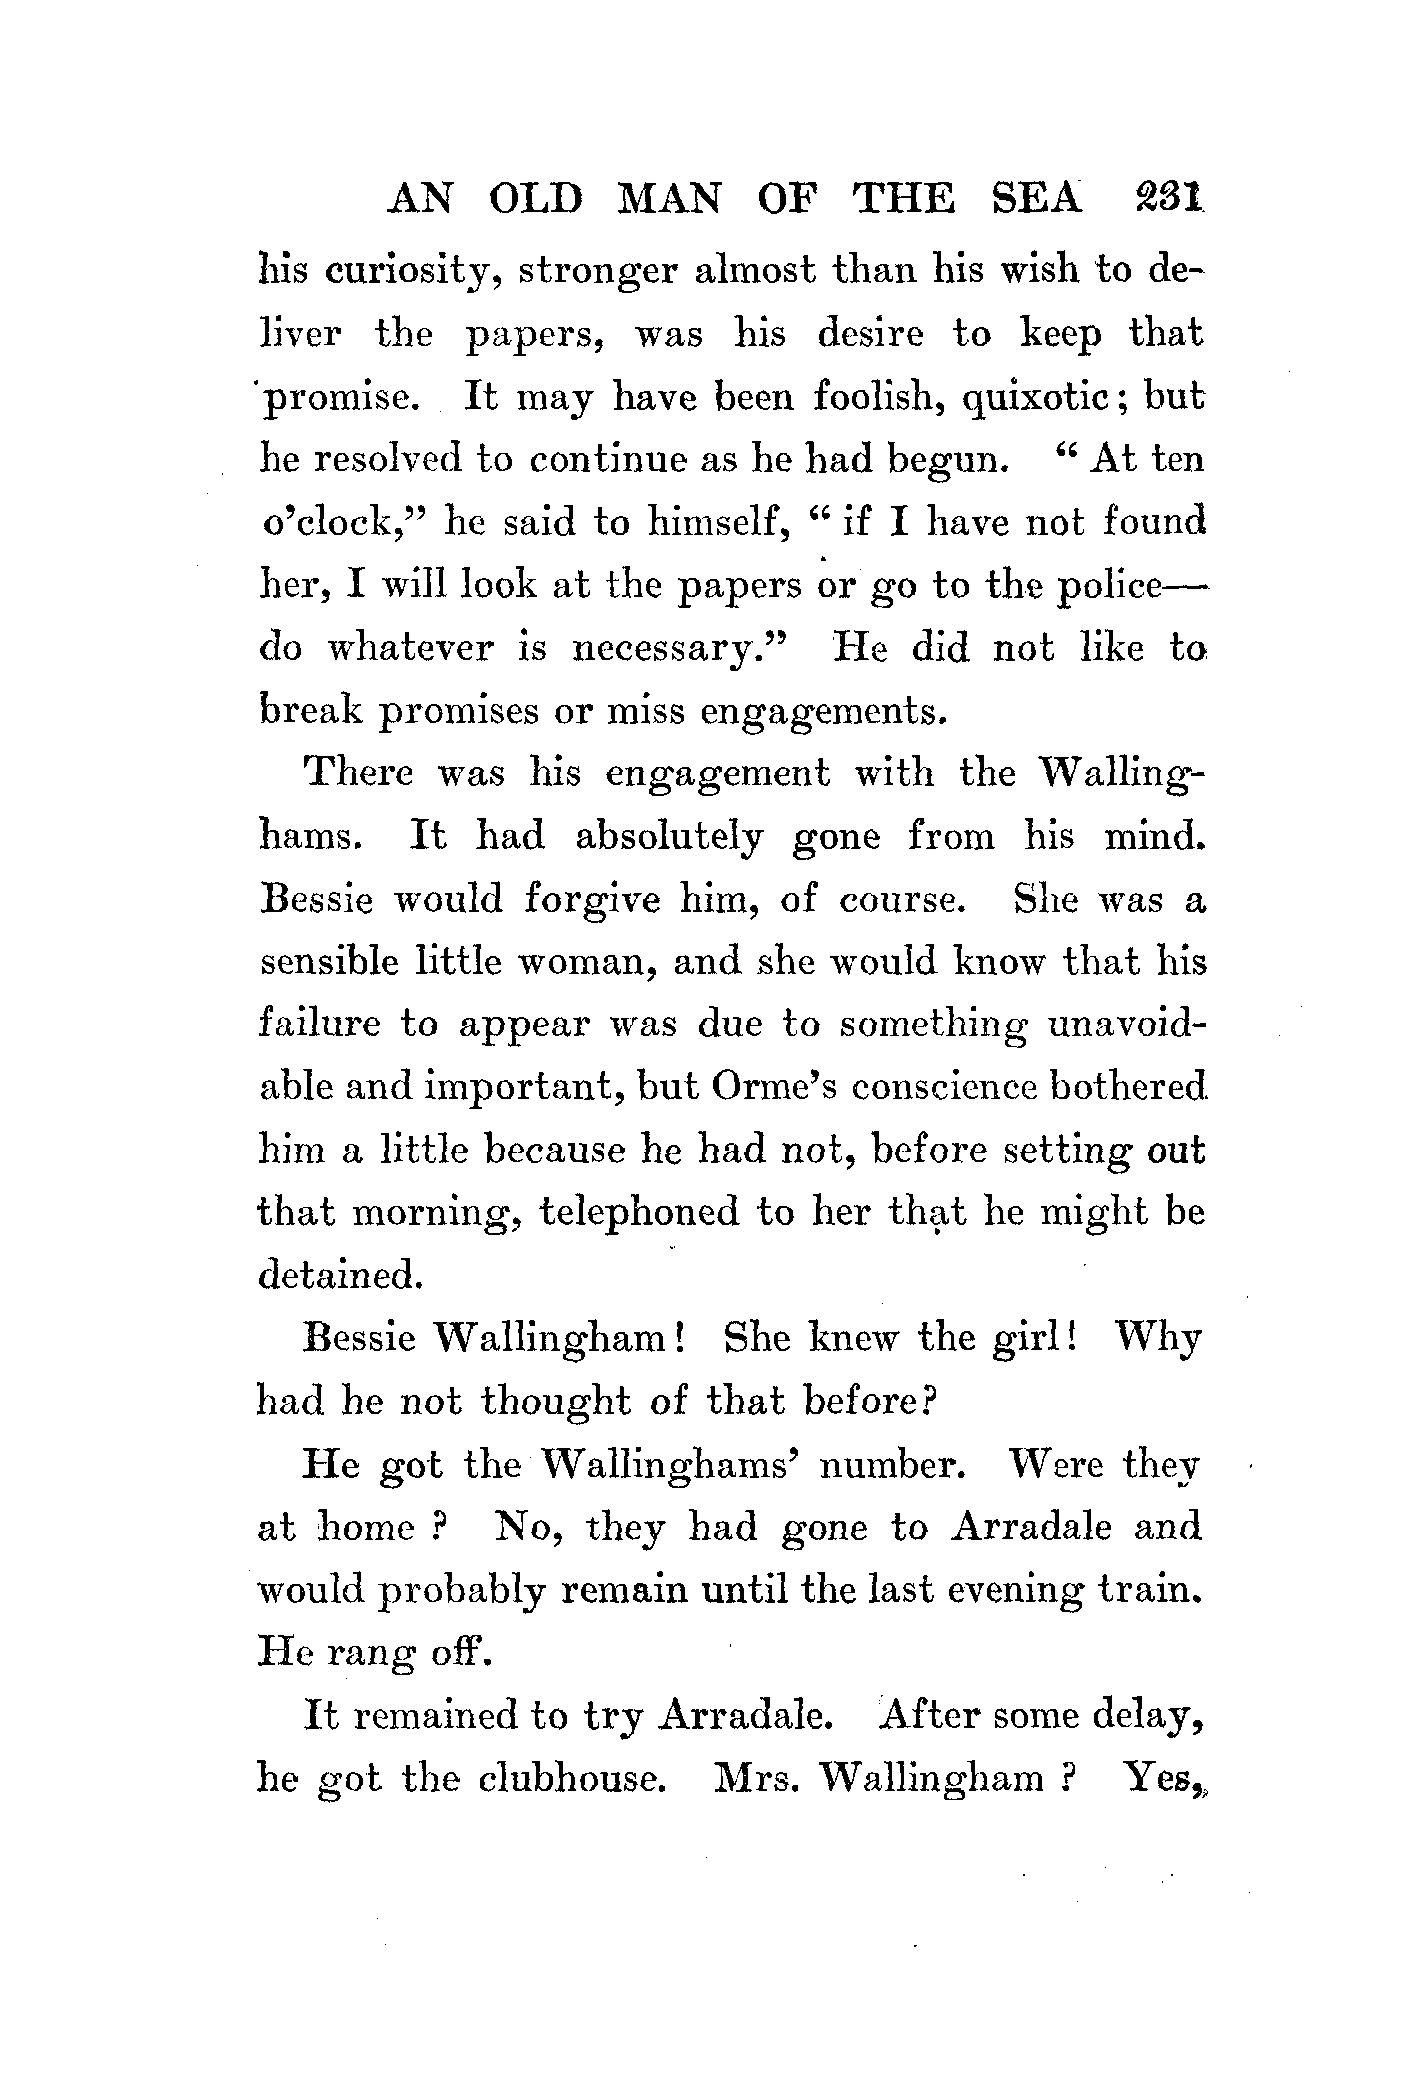 AN OLD MAN OF THE SEA 231
his curiosity, stronger almost than his wish to de-
liver the papers, was his desire to keep that
promise. It may have been foolish, quixotic; but
he resolved to continue as he had begun. “ At ten
o’clock,” he said to himself, “ if I have not found
her, I will look at the papers or go to the police—
do whatever is necessary.” He did not like to
break promises or miss engagements.
There was his engagement with the Walling-
hams. It had absolutely gone from his mind.
Bessie would forgive him, of course. She was a
sensible little woman, and she would know that his
failure to appear was due to something unavoid-
able and important, but Orme’s conscience bothered
him a little because he had not, before setting out
that morning, telephoned to her that he might be
detained.
Bessie Wallingham! She knew the girl! Why
had he not thought of that before?
He got the Wallinghams’ number. Were they
at home ? No, they had gone to Arradale and
would probably remain until the last evening train.
He rang off.
It remained to try Arradale. After some delay,
he got the clubhouse. Mrs. Wallingham ? Yes,